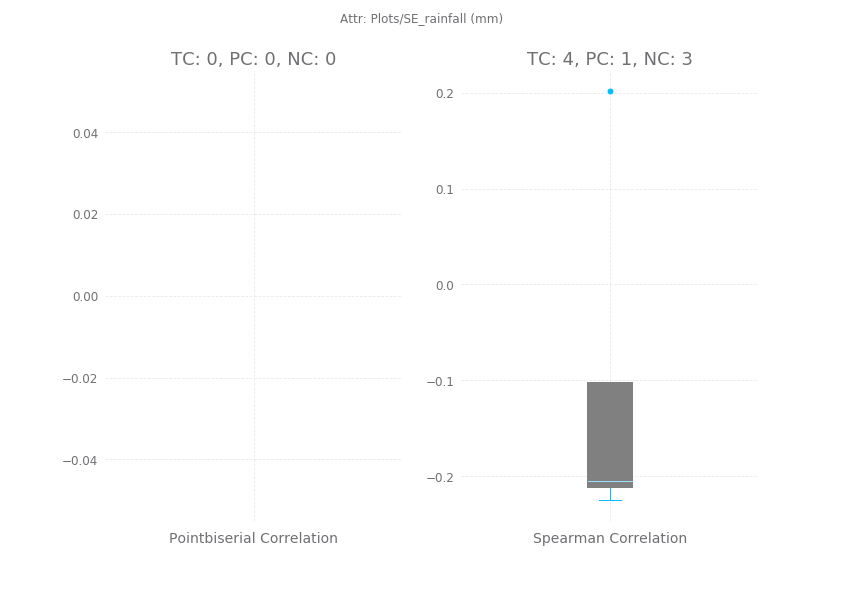 Attr: Plots/SE_rainfall (mm)
TC: 0, PC: 0, NC: 0
0.04
0.02
0.00
−0.02
−0.04
Pointbiserial Correlation
TC: 4, PC: 1, NC: 3
0.2
0.1
0.0
−0.1
−0.2
Spearman Correlation